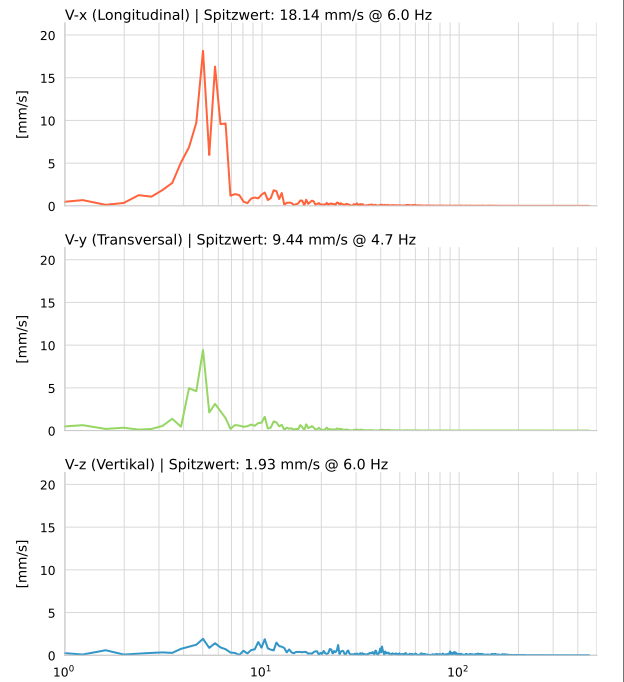 V-x (Longitudinal) | Spitzwert: 18.14 mm/s @ 6.0 Hz
20
15
10
5
0
[mm/s]
V-y (Transversal) | Spitzwert: 9.44 mm/s @ 4.7 Hz
20
15
10
5
0
[mm/s]
V-z (Vertikal) | Spitzwert: 1.93 mm/s @ 6.0 Hz
20
15
10
5
0
[mm/s]
10⁰ 10¹ 10²